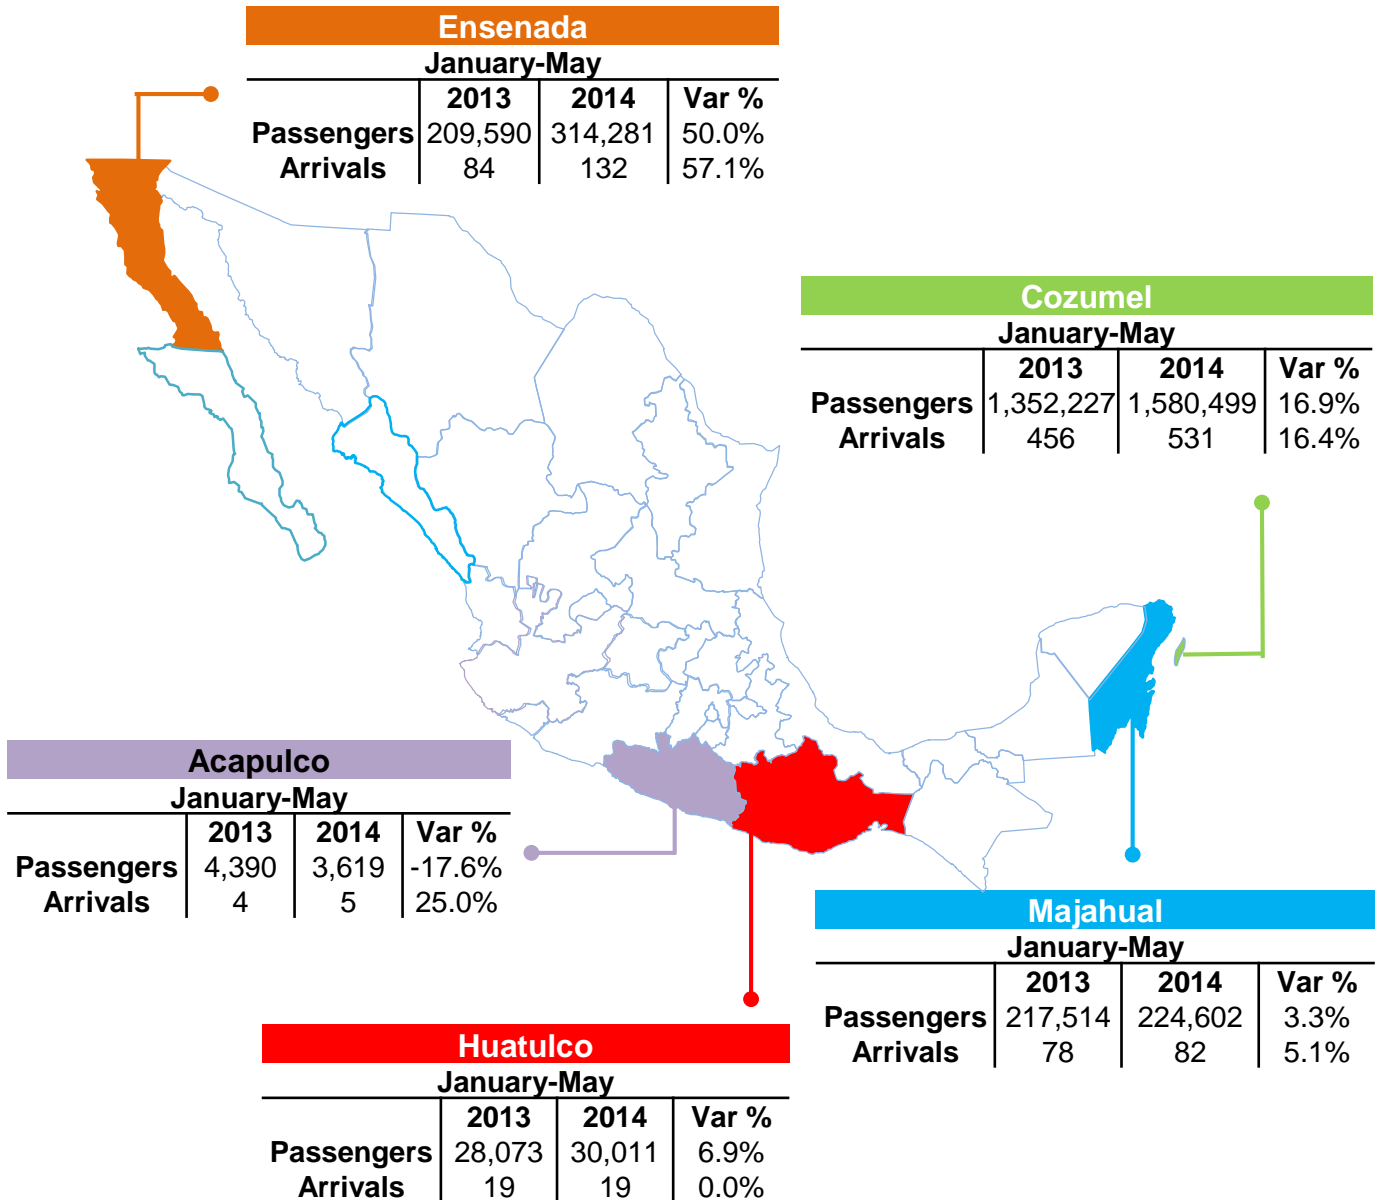 Ensenada
January-May
2013 2014 Var %
Passengers 209,590 314,281 50.0%
Arrivals 84 132 57.1%
Cozumel
January-May
2013 2014 Var %
Passengers 1,352,227 1,580,499 16.9%
Arrivals 456 531 16.4%
Acapulco
January-May
2013 2014 Var %
Passengers 4,390 3,619 -17.6%
Arrivals 4 5 25.0%
Majahual
January-May
2013 2014 Var %
Passengers 217,514 224,602 3.3%
Arrivals 78 82 5.1%
Huatulco
January-May
2013 2014 Var %
Passengers 28,073 30,011 6.9%
Arrivals 19 19 0.0%